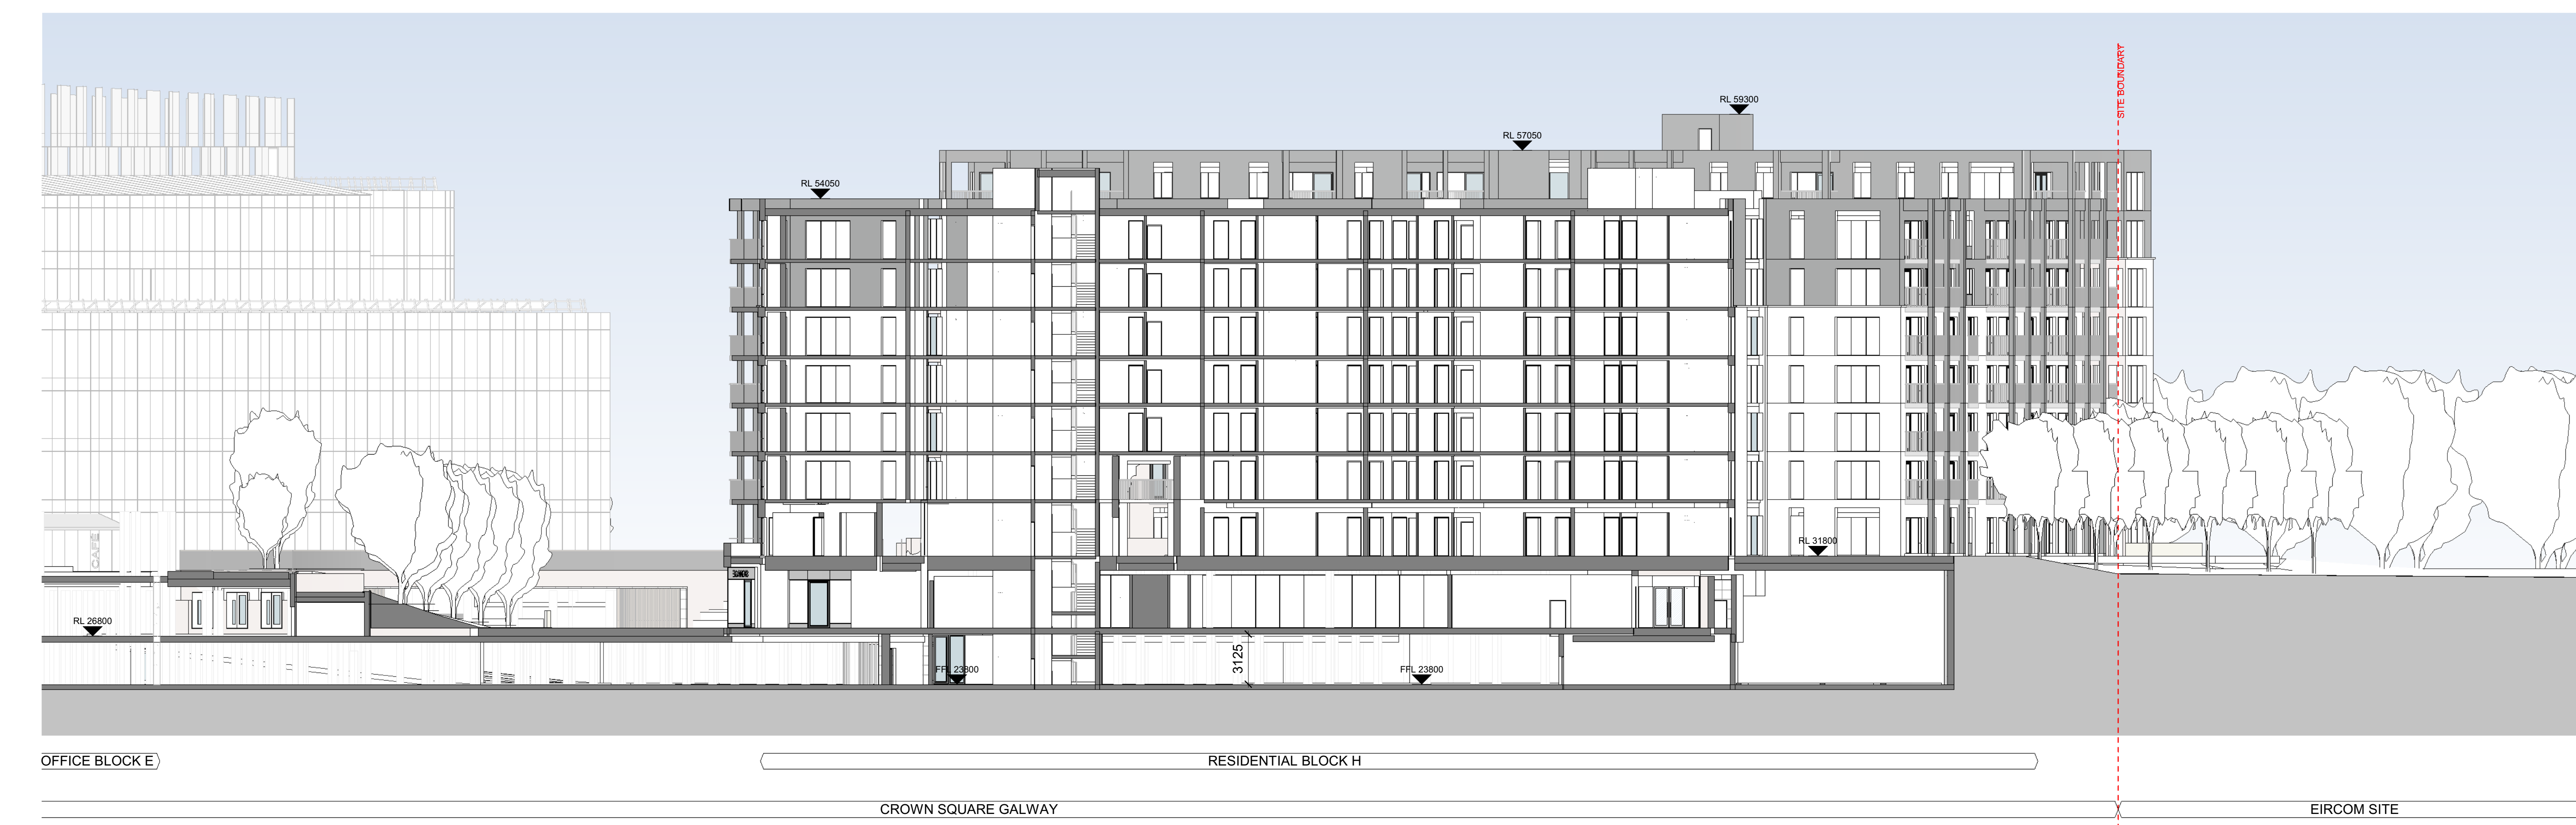 SITE BOUNDARY
RL 59300
RL 57050
RL 54050
CAFÉ
RL 31800
RL 26800
3125
FFL 23800
FFL 23800
OFFICE BLOCK E
RESIDENTIAL BLOCK H
CROWN SQUARE GALWAY
EIRCOM SITE